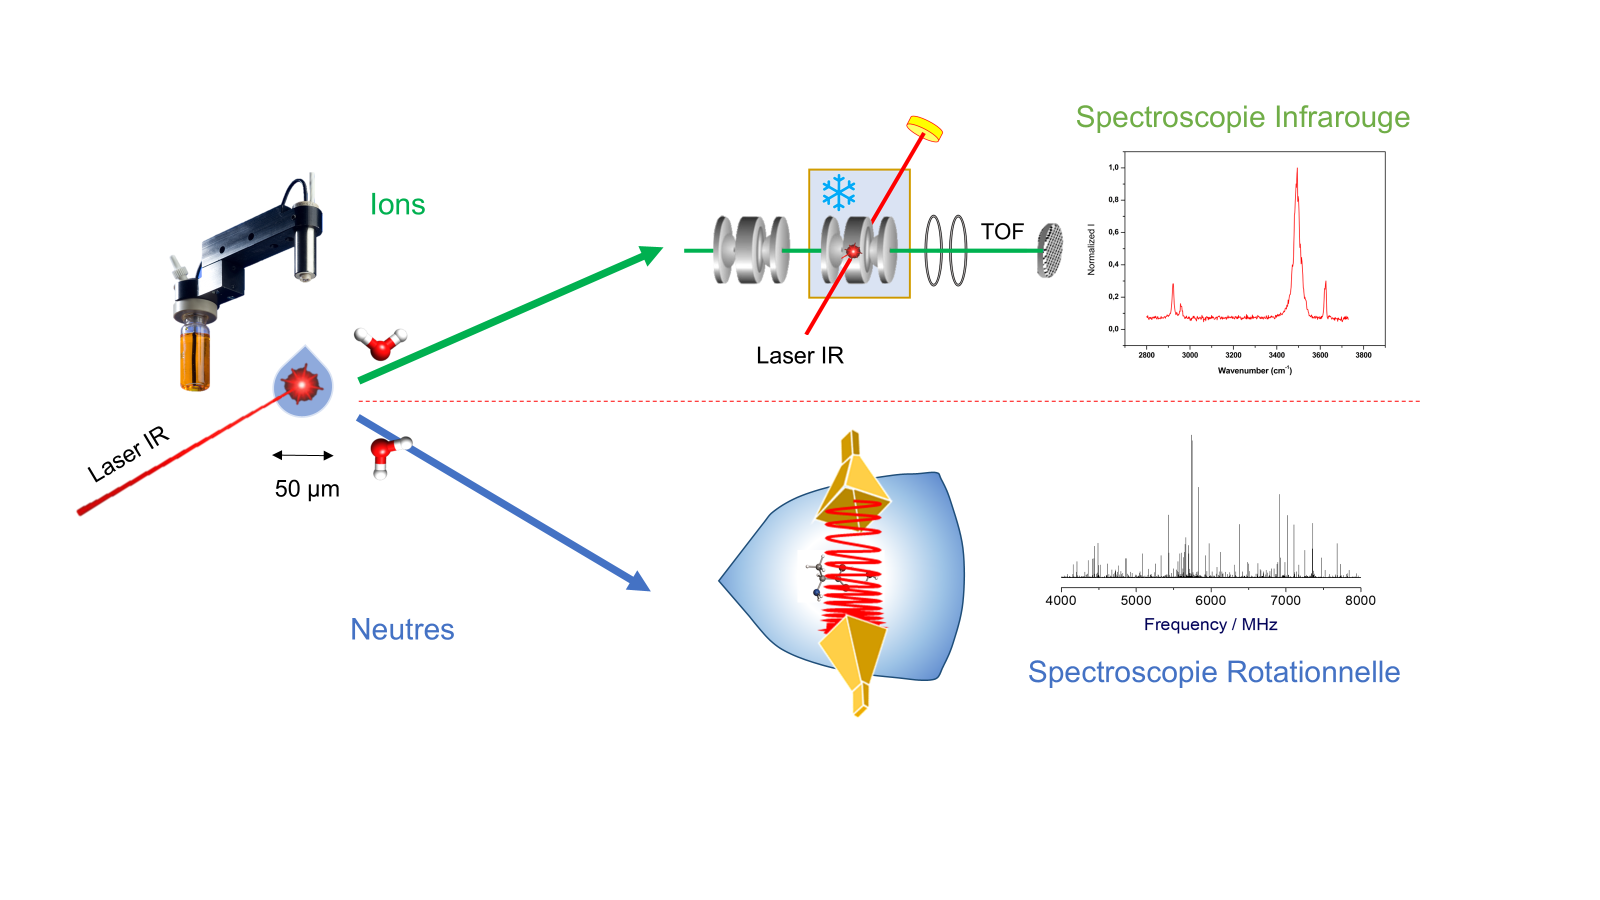 Spectroscopie Infrarouge
Ions
Normalized I
1,0
0,8
0,6
0,4
0,2
0,0
2800 3000 3200 3400 3600 3800
Wavenumber (cm⁻¹)
TOF
Laser IR
Laser IR
50 µm
Neutres
4000 5000 6000 7000 8000
Frequency / MHz
Spectroscopie Rotationnelle